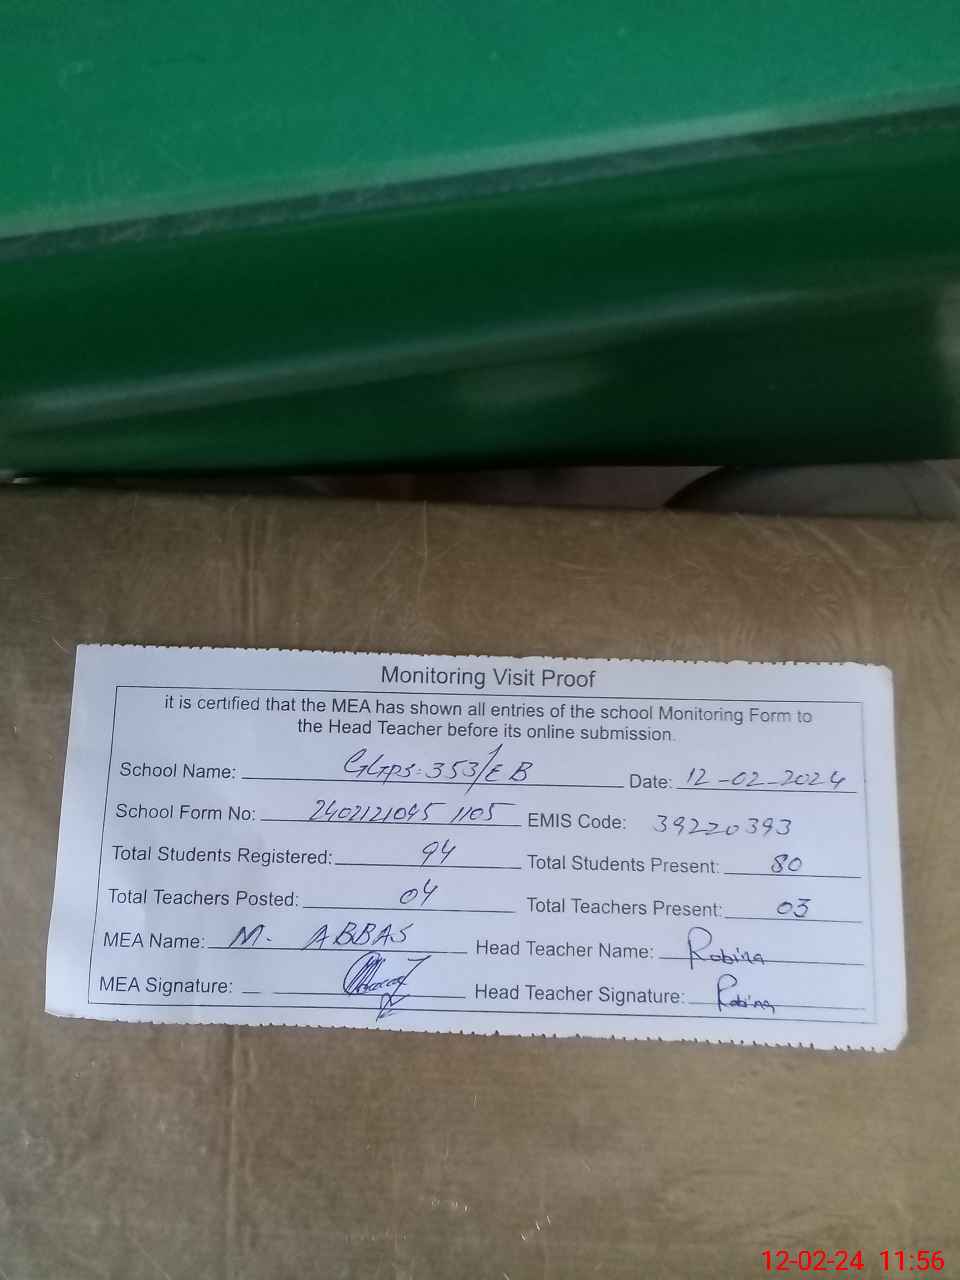 Monitoring Visit Proof
it is certified that the MEA has shown all entries of the school Monitoring Form to
the Head Teacher before its online submission.
School Name: GGPS. 353/EB Date: 12-02-2024
School Form No: 2402121045 1105 EMIS Code: 39220393
Total Students Registered: 94 Total Students Present: 80
Total Teachers Posted: 04 Total Teachers Present: 03
MEA Name: M. ABBAS Head Teacher Name: Robina
MEA Signature: Head Teacher Signature: Robina
12-02-24 11:56